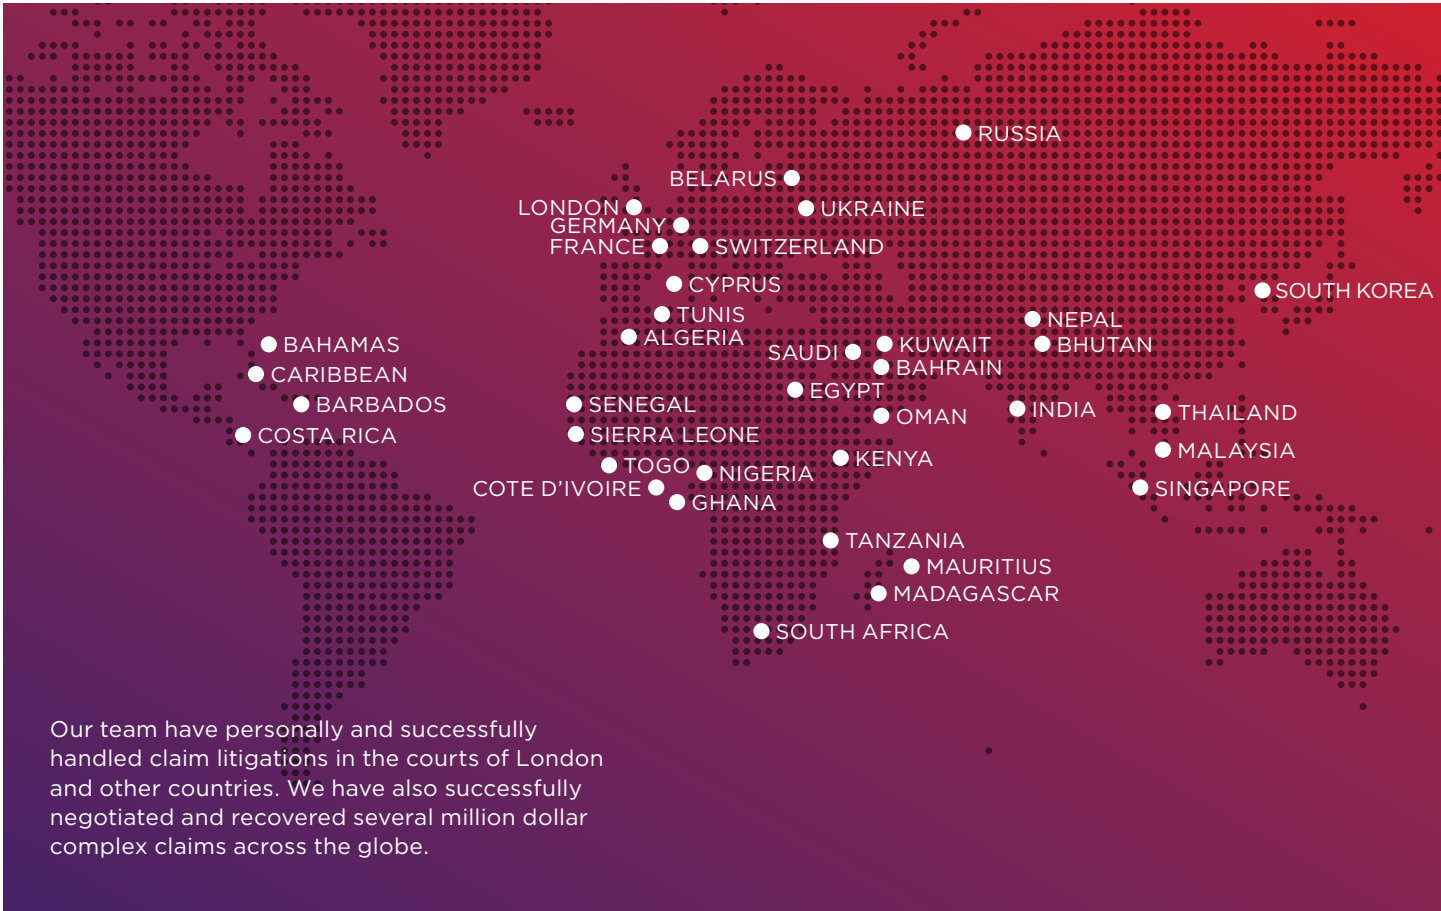 RUSSIA
BELARUS
LONDON
UKRAINE
GERMANY
FRANCE
SWITZERLAND
CYPRUS
SOUTH KOREA
TUNIS
NEPAL
ALGERIA
BAHAMAS
KUWAIT
BHUTAN
SAUDI
BAHRAIN
CARIBBEAN
EGYPT
BARBADOS
SENEGAL
OMAN
INDIA
THAILAND
COSTA RICA
SIERRA LEONE
MALAYSIA
KENYA
TOGO
NIGERIA
COTE D'IVOIRE
SINGAPORE
GHANA
TANZANIA
MAURITIUS
MADAGASCAR
SOUTH AFRICA
Our team have personally and successfully
handled claim litigations in the courts of London
and other countries. We have also successfully
negotiated and recovered several million dollar
complex claims across the globe.